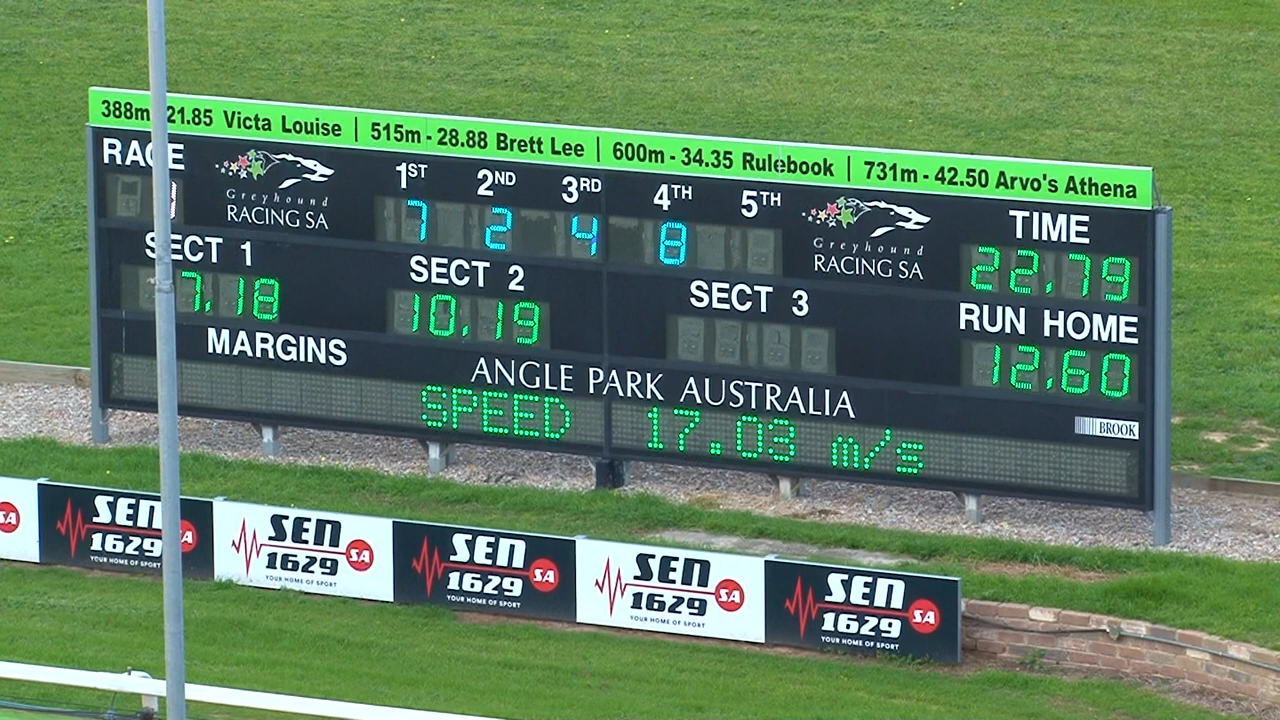 388m 21.85 Victa Louise | 515m - 28.88 Brett Lee | 600m - 34.35 Rulebook | 731m - 42.50 Arvo's Athena
RACE
Greyhound
RACING SA
1ST 2ND 3RD 4TH 5TH
7 2 4 8
Greyhound
RACING SA
TIME
22.79
SECT 1
7.18
SECT 2
10.19
SECT 3
RUN HOME
12.60
MARGINS
ANGLE PARK AUSTRALIA
SPEED 17.03 m/s
BROOK
SA
SEN
1629 SA
YOUR HOME OF SPORT
SEN
1629 SA
YOUR HOME OF SPORT
SEN
1629 SA
YOUR HOME OF SPORT
SEN
1629 SA
YOUR HOME OF SPORT
SEN
1629 SA
YOUR HOME OF SPORT